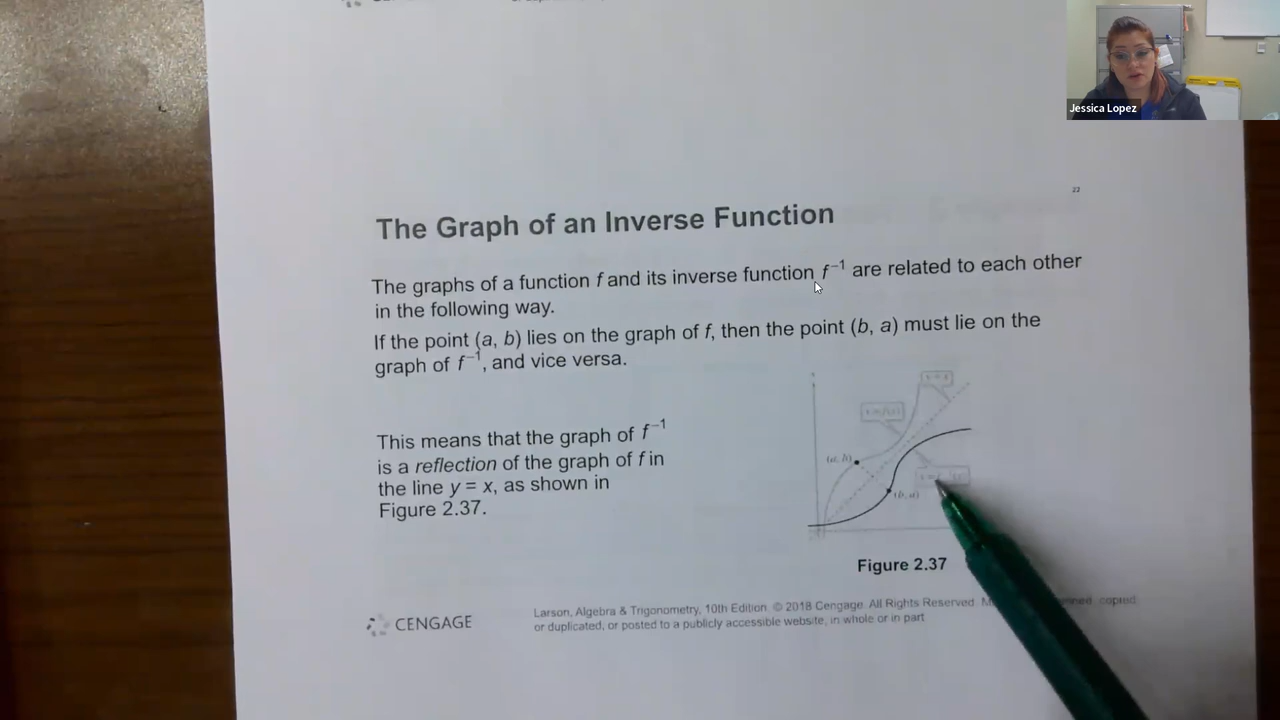 Jessica Lopez
22
The Graph of an Inverse Function
The graphs of a function f and its inverse function f⁻¹ are related to each other
in the following way.
If the point (a, b) lies on the graph of f, then the point (b, a) must lie on the
graph of f⁻¹, and vice versa.
This means that the graph of f⁻¹
is a reflection of the graph of f in
the line y = x, as shown in
Figure 2.37.
(a, b)
(b, a)
Figure 2.37
CENGAGE
Larson, Algebra & Trigonometry, 10th Edition. © 2018 Cengage. All Rights Reserved. copied
or duplicated, or posted to a publicly accessible website, in whole or in part